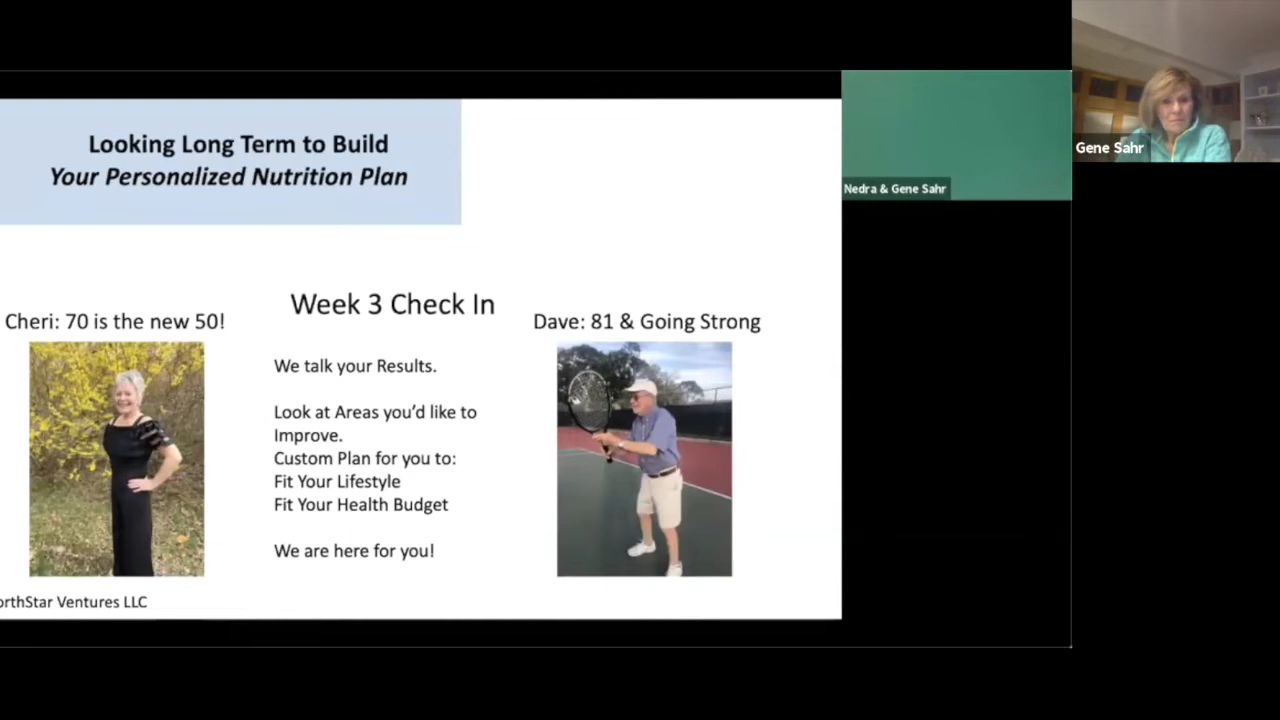 Looking Long Term to Build
Your Personalized Nutrition Plan
Week 3 Check In
Cheri: 70 is the new 50!
Dave: 81 & Going Strong
We talk your Results.
Look at Areas you'd like to
Improve.
Custom Plan for you to:
Fit Your Lifestyle
Fit Your Health Budget
We are here for you!
orthStar Ventures LLC
Nedra & Gene Sahr
Gene Sahr